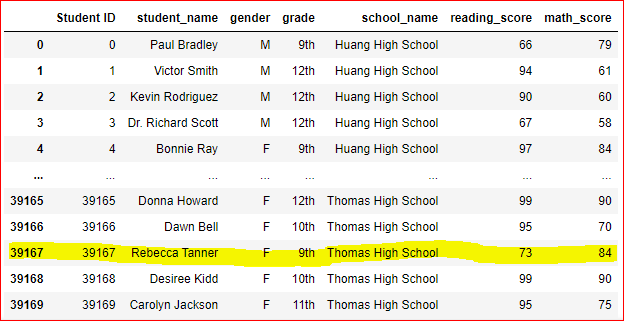 Student ID student_name gender grade school_name reading_score math_score
0 0 Paul Bradley M 9th Huang High School 66 79
1 1 Victor Smith M 12th Huang High School 94 61
2 2 Kevin Rodriguez M 12th Huang High School 90 60
3 3 Dr. Richard Scott M 12th Huang High School 67 58
4 4 Bonnie Ray F 9th Huang High School 97 84
... ... ... ... ... ... ... ...
39165 39165 Donna Howard F 12th Thomas High School 99 90
39166 39166 Dawn Bell F 10th Thomas High School 95 70
39167 39167 Rebecca Tanner F 9th Thomas High School 73 84
39168 39168 Desiree Kidd F 10th Thomas High School 99 90
39169 39169 Carolyn Jackson F 11th Thomas High School 95 75